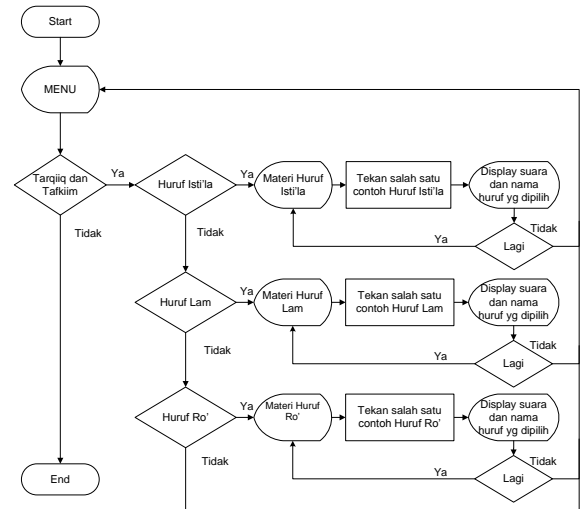 Start
MENU
Tarqiiq dan
Tafkiim
Ya
Huruf Isti'la
Ya
Materi Huruf
Isti'la
Tekan salah satu
contoh Huruf Isti'la
Display suara
dan nama
huruf yg dipilih
Tidak
Tidak
Ya
Lagi
Tidak
Huruf Lam
Ya
Materi Huruf
Lam
Tekan salah satu
contoh Huruf Lam
Display suara
dan nama
huruf yg dipilih
Tidak
Ya
Lagi
Tidak
Huruf Ro'
Ya
Materi Huruf
Ro'
Tekan salah satu
contoh Huruf Ro'
Display suara
dan nama
huruf yg dipilih
Tidak
Tidak
Ya
Lagi
End